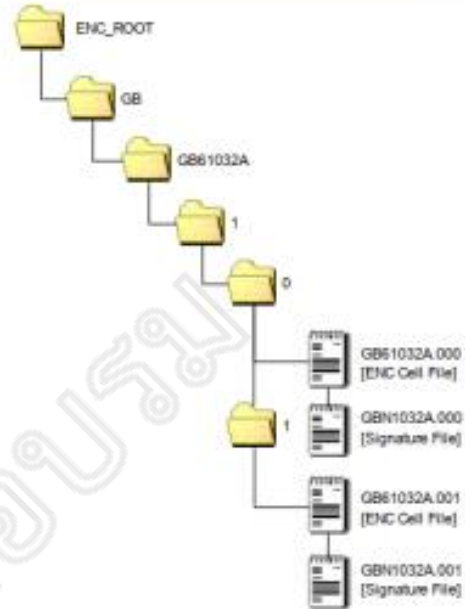 ENC_ROOT
GB
GB61032A
1
0
GB61032A.000
[ENC Cell File]
GBN1032A.000
[Signature File]
1
GB61032A.001
[ENC Cell File]
GBN1032A.001
[Signature File]